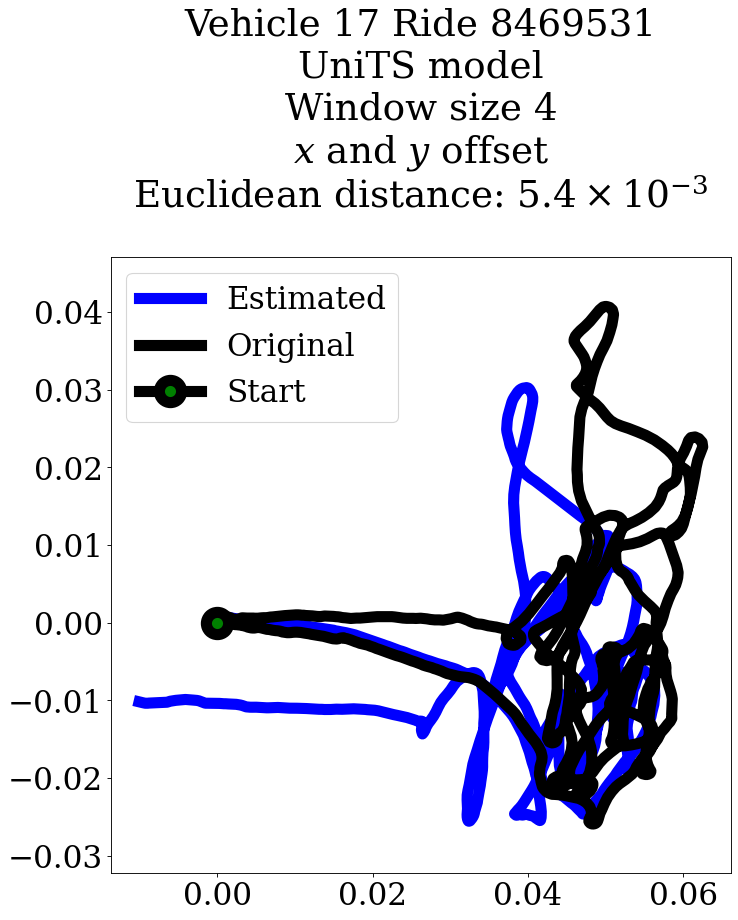 Vehicle 17 Ride 8469531
UniTS model
Window size 4
x and y offset
Euclidean distance: 5.4 × 10⁻³
Estimated
Original
Start
0.04
0.03
0.02
0.01
0.00
−0.01
−0.02
−0.03
0.00 0.02 0.04 0.06